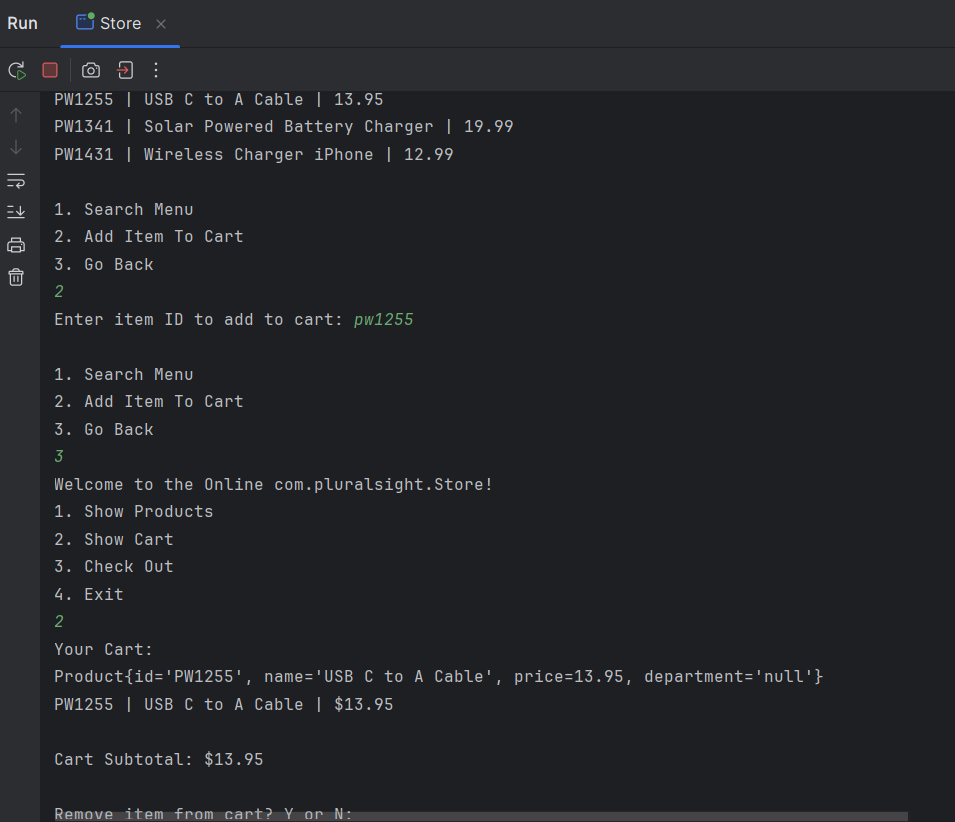 Run
Store
PW1255 | USB C to A Cable | 13.95
PW1341 | Solar Powered Battery Charger | 19.99
PW1431 | Wireless Charger iPhone | 12.99
1. Search Menu
2. Add Item To Cart
3. Go Back
2
Enter item ID to add to cart: pw1255
1. Search Menu
2. Add Item To Cart
3. Go Back
3
Welcome to the Online com.pluralsight.Store!
1. Show Products
2. Show Cart
3. Check Out
4. Exit
2
Your Cart:
Product{id='PW1255', name='USB C to A Cable', price=13.95, department='null'}
PW1255 | USB C to A Cable | $13.95
Cart Subtotal: $13.95
Remove item from cart? Y or N: